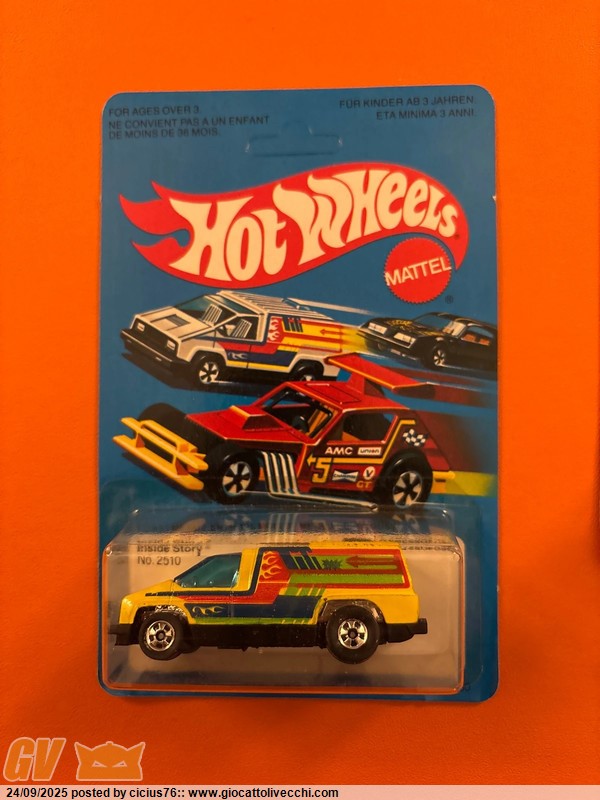 FOR AGES OVER 3.
NE CONVIENT PAS A UN ENFANT
DE MOINS DE 36 MOIS.
FÜR KINDER AB 3 JAHREN.
ETA MINIMA 3 ANNI.
HOT WHEELS
MATTEL
®
AMC union
5
V
GT
Inside Story
No. 2510
GV
24/09/2025 posted by cicius76:: www.giocattolivecchi.com